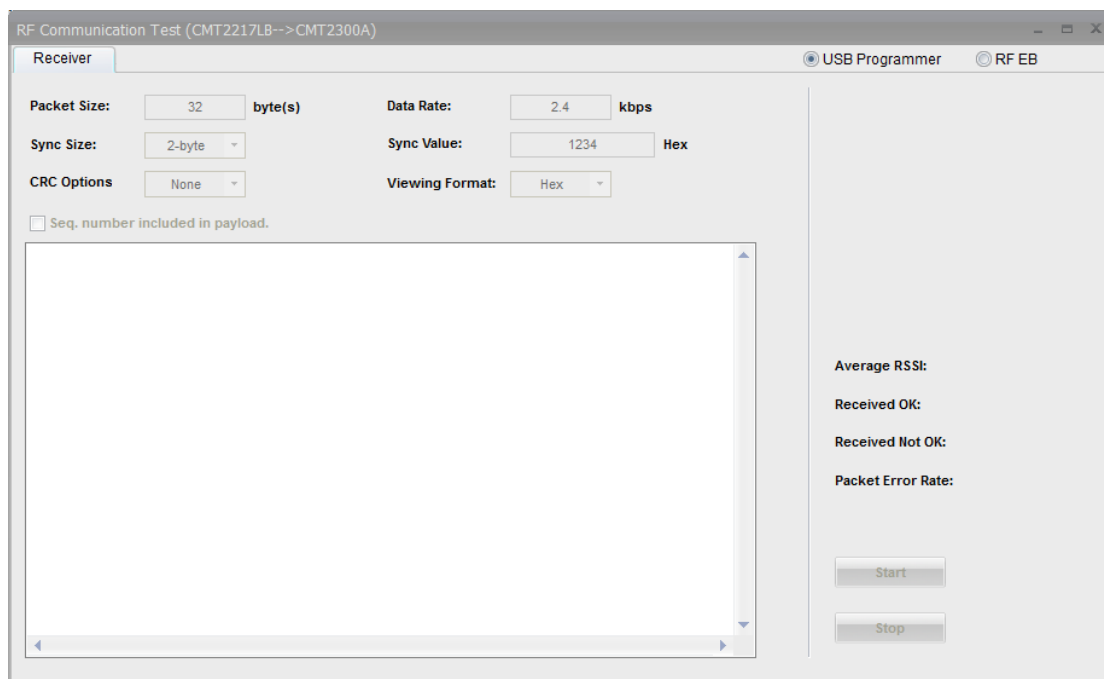 RF Communication Test (CMT2217LB-->CMT2300A)
Receiver USB Programmer RF EB
Packet Size: 32 byte(s) Data Rate: 2.4 kbps
Sync Size: 2-byte Sync Value: 1234 Hex
CRC Options None Viewing Format: Hex
Seq. number included in payload.
Average RSSI:
Received OK:
Received Not OK:
Packet Error Rate:
Start
Stop